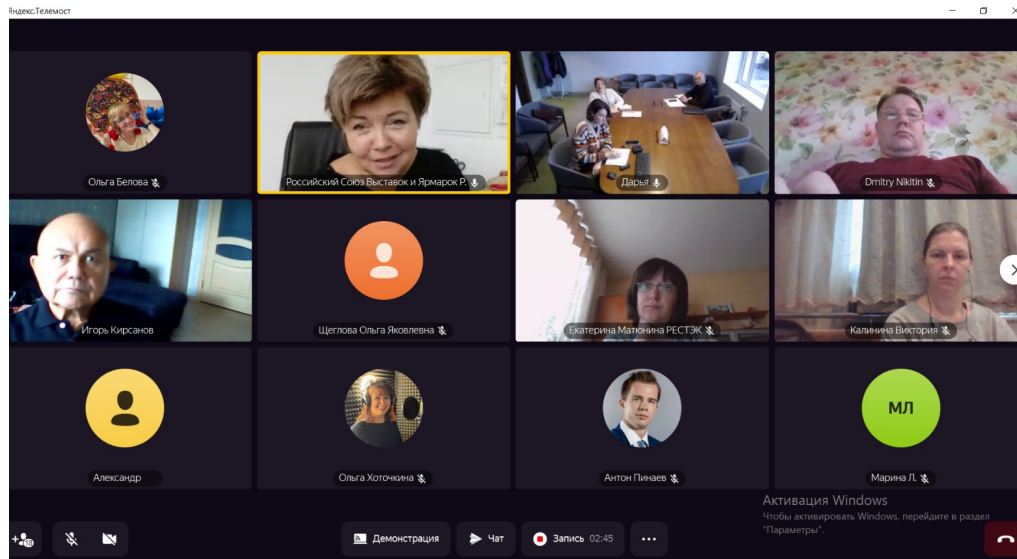 Яндекс.Телемост
Ольга Белова
Российский Союз Выставок и Ярмарок Р.
Дарья
Dmitry Nikitin
Игорь Кирсанов
Щеглова Ольга Яковлевна
Екатерина Матюнина РЕСТЭК
Калинина Виктория
Александр
Ольга Хоточкина
Антон Пинаев
МЛ
Марина Л.
Активация Windows
Чтобы активировать Windows, перейдите в раздел
"Параметры".
Демонстрация
Чат
Запись 02:45